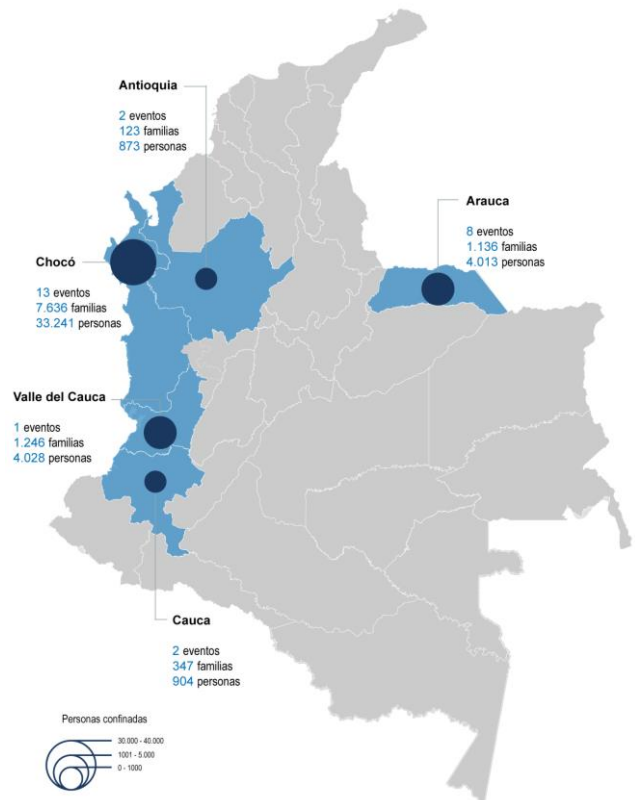 Antioquia
2 eventos
123 familias
873 personas
Arauca
8 eventos
1.136 familias
4.013 personas
Chocó
13 eventos
7.636 familias
33.241 personas
Valle del Cauca
1 eventos
1.246 familias
4.028 personas
Cauca
2 eventos
347 familias
904 personas
Personas confinadas
30.000 - 40.000
1001 - 5.000
0 - 1000